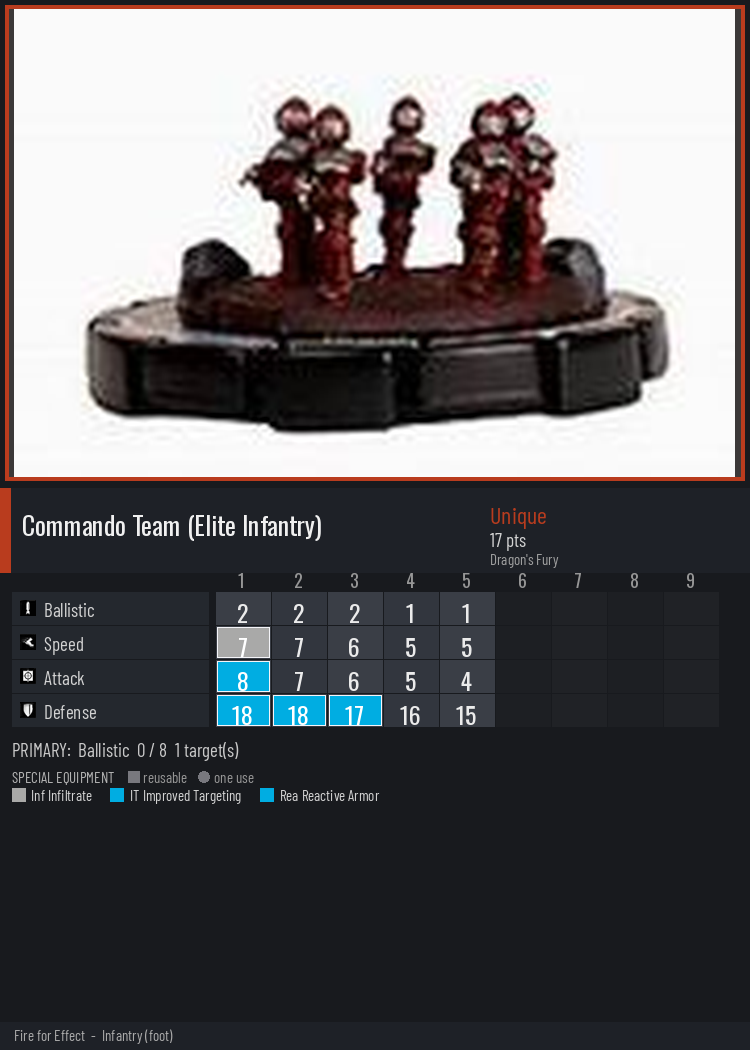 Commando Team (Elite Infantry)
Unique
17 pts
Dragon's Fury
1 2 3 4 5 6 7 8 9
Ballistic 2 2 2 1 1
Speed 7 7 6 5 5
Attack 8 7 6 5 4
Defense 18 18 17 16 15
PRIMARY: Ballistic 0 / 8 1 target(s)
SPECIAL EQUIPMENT reusable one use
Inf Infiltrate IT Improved Targeting Rea Reactive Armor
Fire for Effect - Infantry (foot)